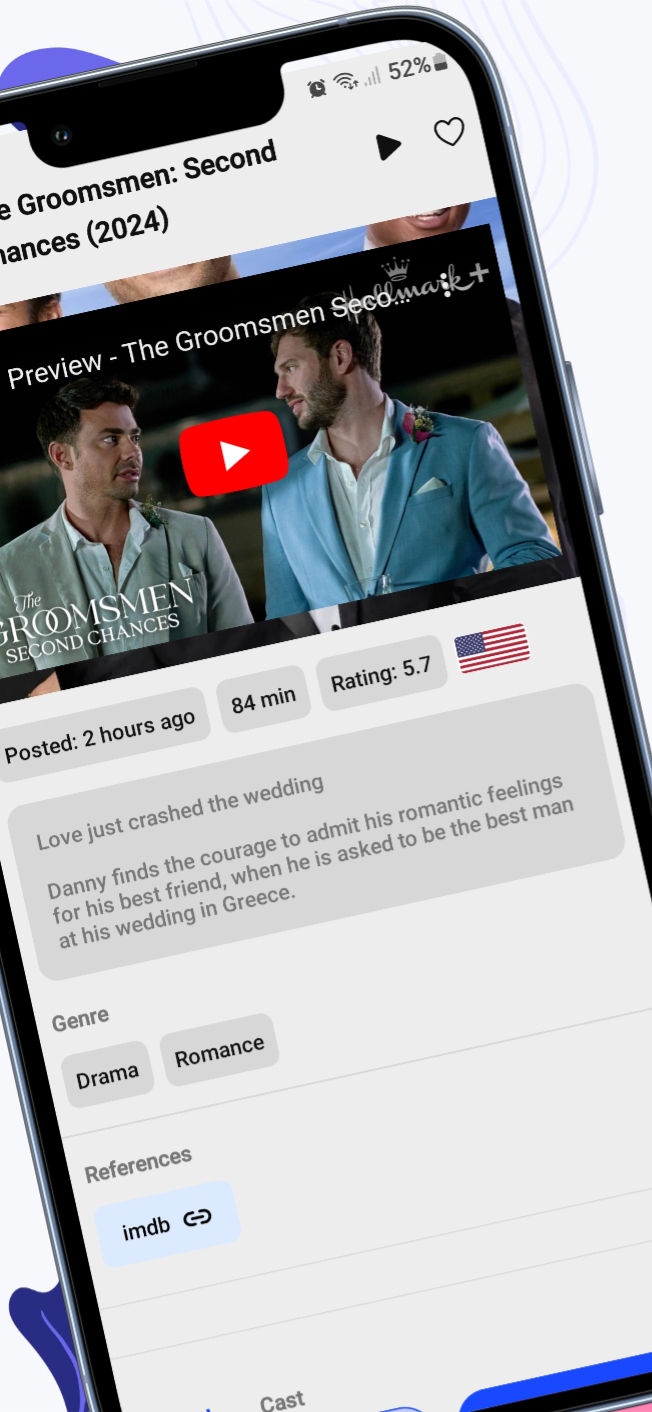 52%
e Groomsmen: Second
hances (2024)
Hallmark+
Preview - The Groomsmen Seco...
The
GROOMSMEN
SECOND CHANCES
Posted: 2 hours ago
84 min
Rating: 5.7
Love just crashed the wedding
Danny finds the courage to admit his romantic feelings
for his best friend, when he is asked to be the best man
at his wedding in Greece.
Genre
Drama
Romance
References
imdb
Cast